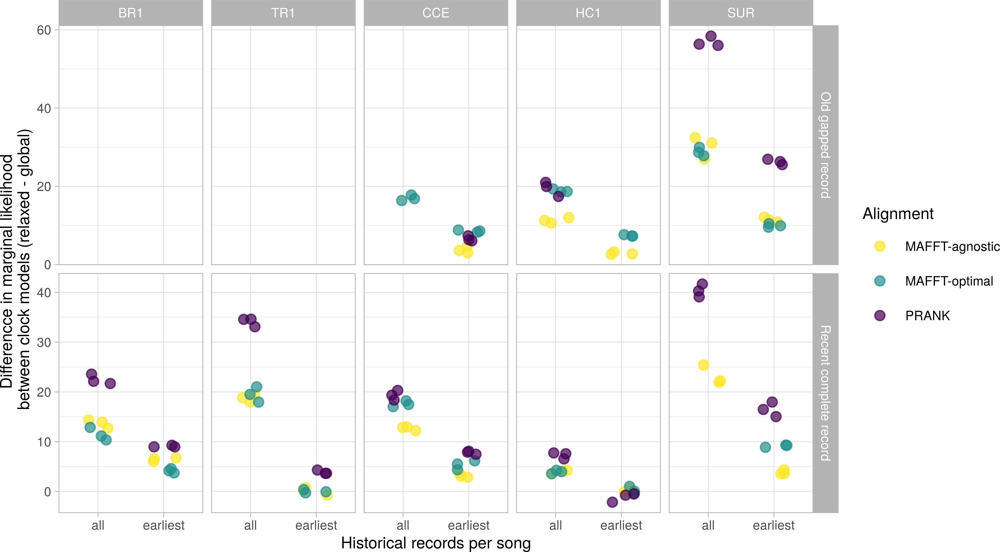 BR1 TR1 CCE HC1 SUR
60
40
20
0
Old gapped record
40
30
20
10
0
Recent complete record
Differencce in marginal likelihood
between clock models (relaxed - global)
all earliest all earliest all earliest all earliest all earliest
Historical records per song
Alignment
MAFFT-agnostic
MAFFT-optimal
PRANK